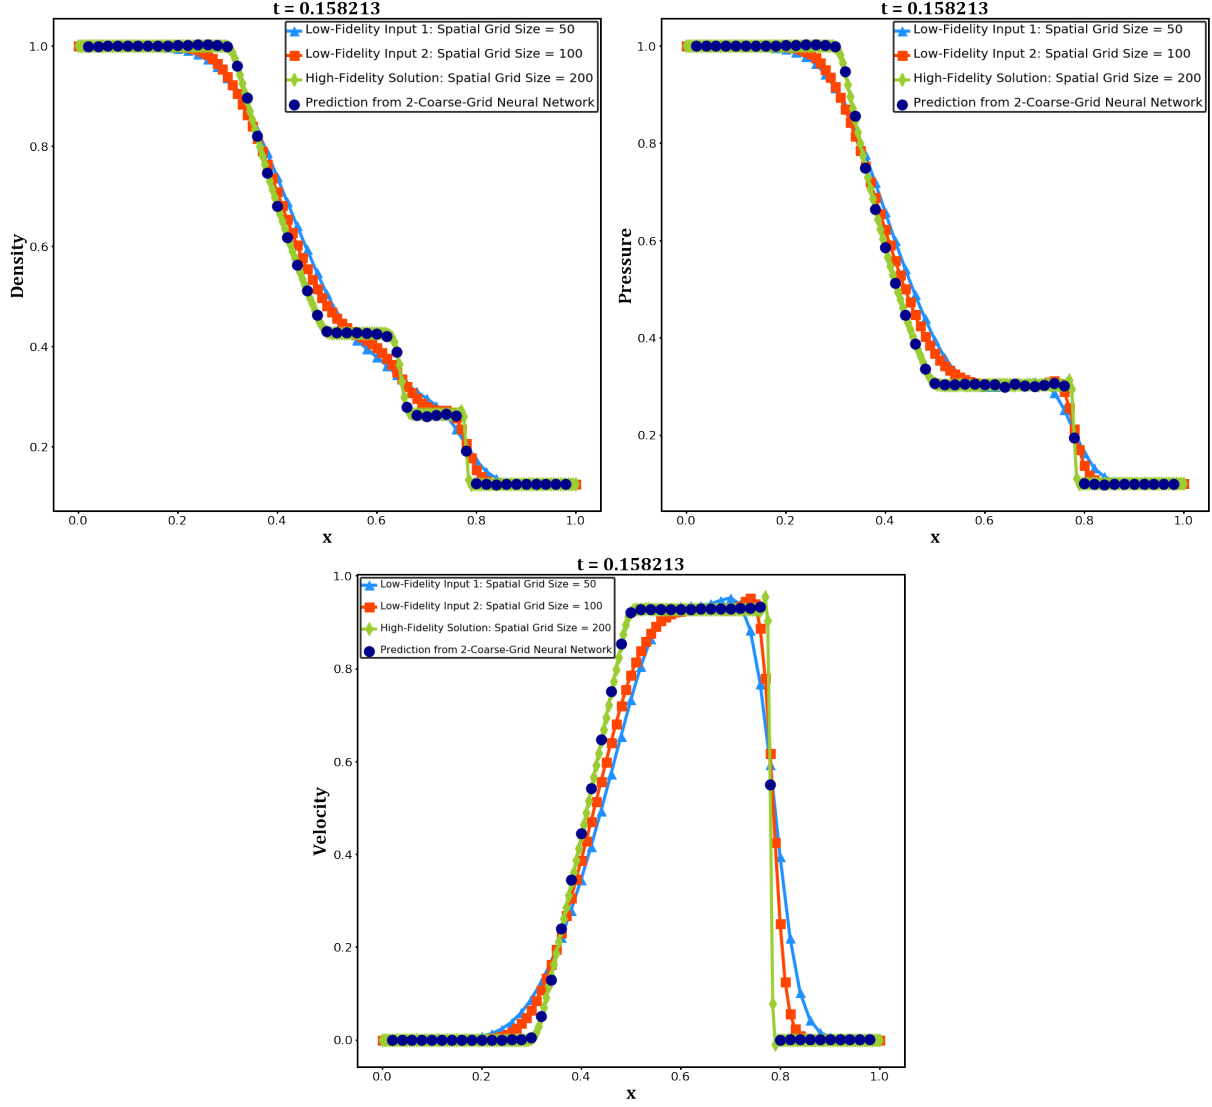 t = 0.158213
Low-Fidelity Input 1: Spatial Grid Size = 50
Low-Fidelity Input 2: Spatial Grid Size = 100
High-Fidelity Solution: Spatial Grid Size = 200
Prediction from 2-Coarse-Grid Neural Network
1.0
0.8
0.6
0.4
0.2
Density
0.0 0.2 0.4 0.6 0.8 1.0
x
t = 0.158213
Low-Fidelity Input 1: Spatial Grid Size = 50
Low-Fidelity Input 2: Spatial Grid Size = 100
High-Fidelity Solution: Spatial Grid Size = 200
Prediction from 2-Coarse-Grid Neural Network
1.0
0.8
0.6
0.4
0.2
Pressure
0.0 0.2 0.4 0.6 0.8 1.0
x
t = 0.158213
Low-Fidelity Input 1: Spatial Grid Size = 50
Low-Fidelity Input 2: Spatial Grid Size = 100
High-Fidelity Solution: Spatial Grid Size = 200
Prediction from 2-Coarse-Grid Neural Network
1.0
0.8
0.6
0.4
0.2
0.0
Velocity
0.0 0.2 0.4 0.6 0.8 1.0
x